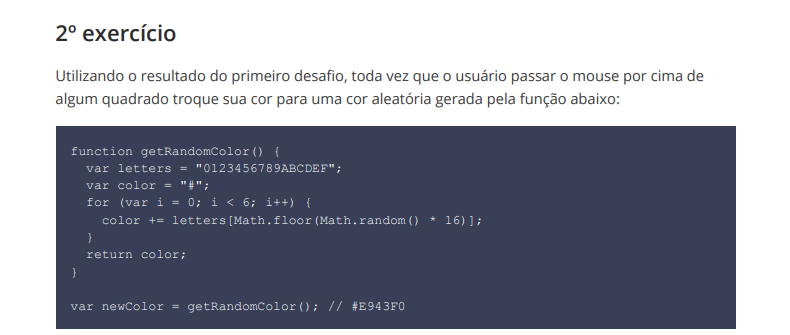 2º exercício
Utilizando o resultado do primeiro desafio, toda vez que o usuário passar o mouse por cima de
algum quadrado troque sua cor para uma cor aleatória gerada pela função abaixo:
function getRandomColor() {
  var letters = "0123456789ABCDEF";
  var color = "#";
  for (var i = 0; i < 6; i++) {
    color += letters[Math.floor(Math.random() * 16)];
  }
  return color;
}
var newColor = getRandomColor(); // #E943F0